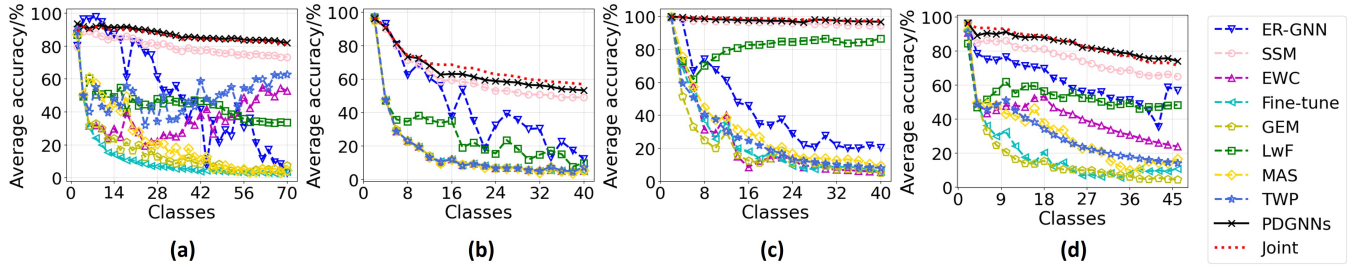 Average accuracy/%
100
80
60
40
20
0
0 14 28 42 56 70
Classes
(a)
Average accuracy/%
100
80
60
40
20
0
0 8 16 24 32 40
Classes
(b)
Average accuracy/%
100
80
60
40
20
0
0 8 16 24 32 40
Classes
(c)
Average accuracy/%
100
80
60
40
20
0
0 9 18 27 36 45
Classes
(d)
ER-GNN
SSM
EWC
Fine-tune
GEM
LwF
MAS
TWP
PDGNNs
Joint